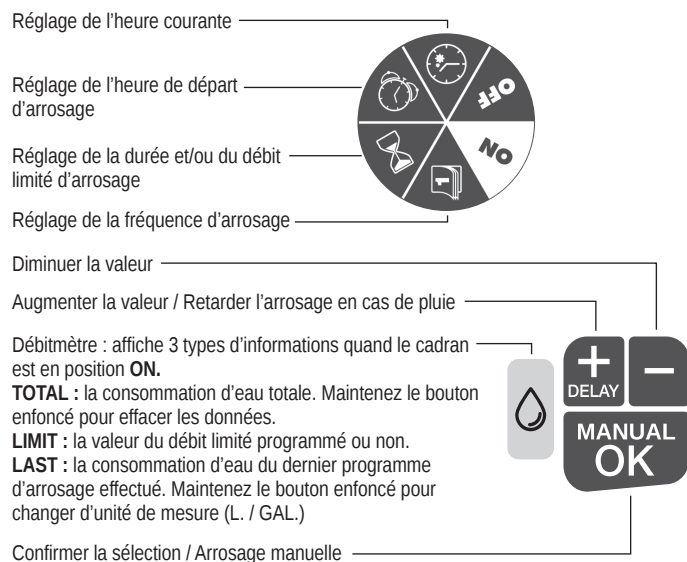 Réglage de l'heure courante
OFF
Réglage de l'heure de départ
d'arrosage
ON
Réglage de la durée et/ou du débit
limité d'arrosage
1
Réglage de la fréquence d'arrosage
Diminuer la valeur
Augmenter la valeur / Retarder l'arrosage en cas de pluie
Débitmètre : affiche 3 types d'informations quand le cadran
est en position ON.
TOTAL : la consommation d'eau totale. Maintenez le bouton
enfoncé pour effacer les données.
LIMIT : la valeur du débit limité programmé ou non.
LAST : la consommation d'eau du dernier programme
d'arrosage effectué. Maintenez le bouton enfoncé pour
changer d'unité de mesure (L. / GAL.)
+ −
DELAY
MANUAL
OK
Confirmer la sélection / Arrosage manuelle